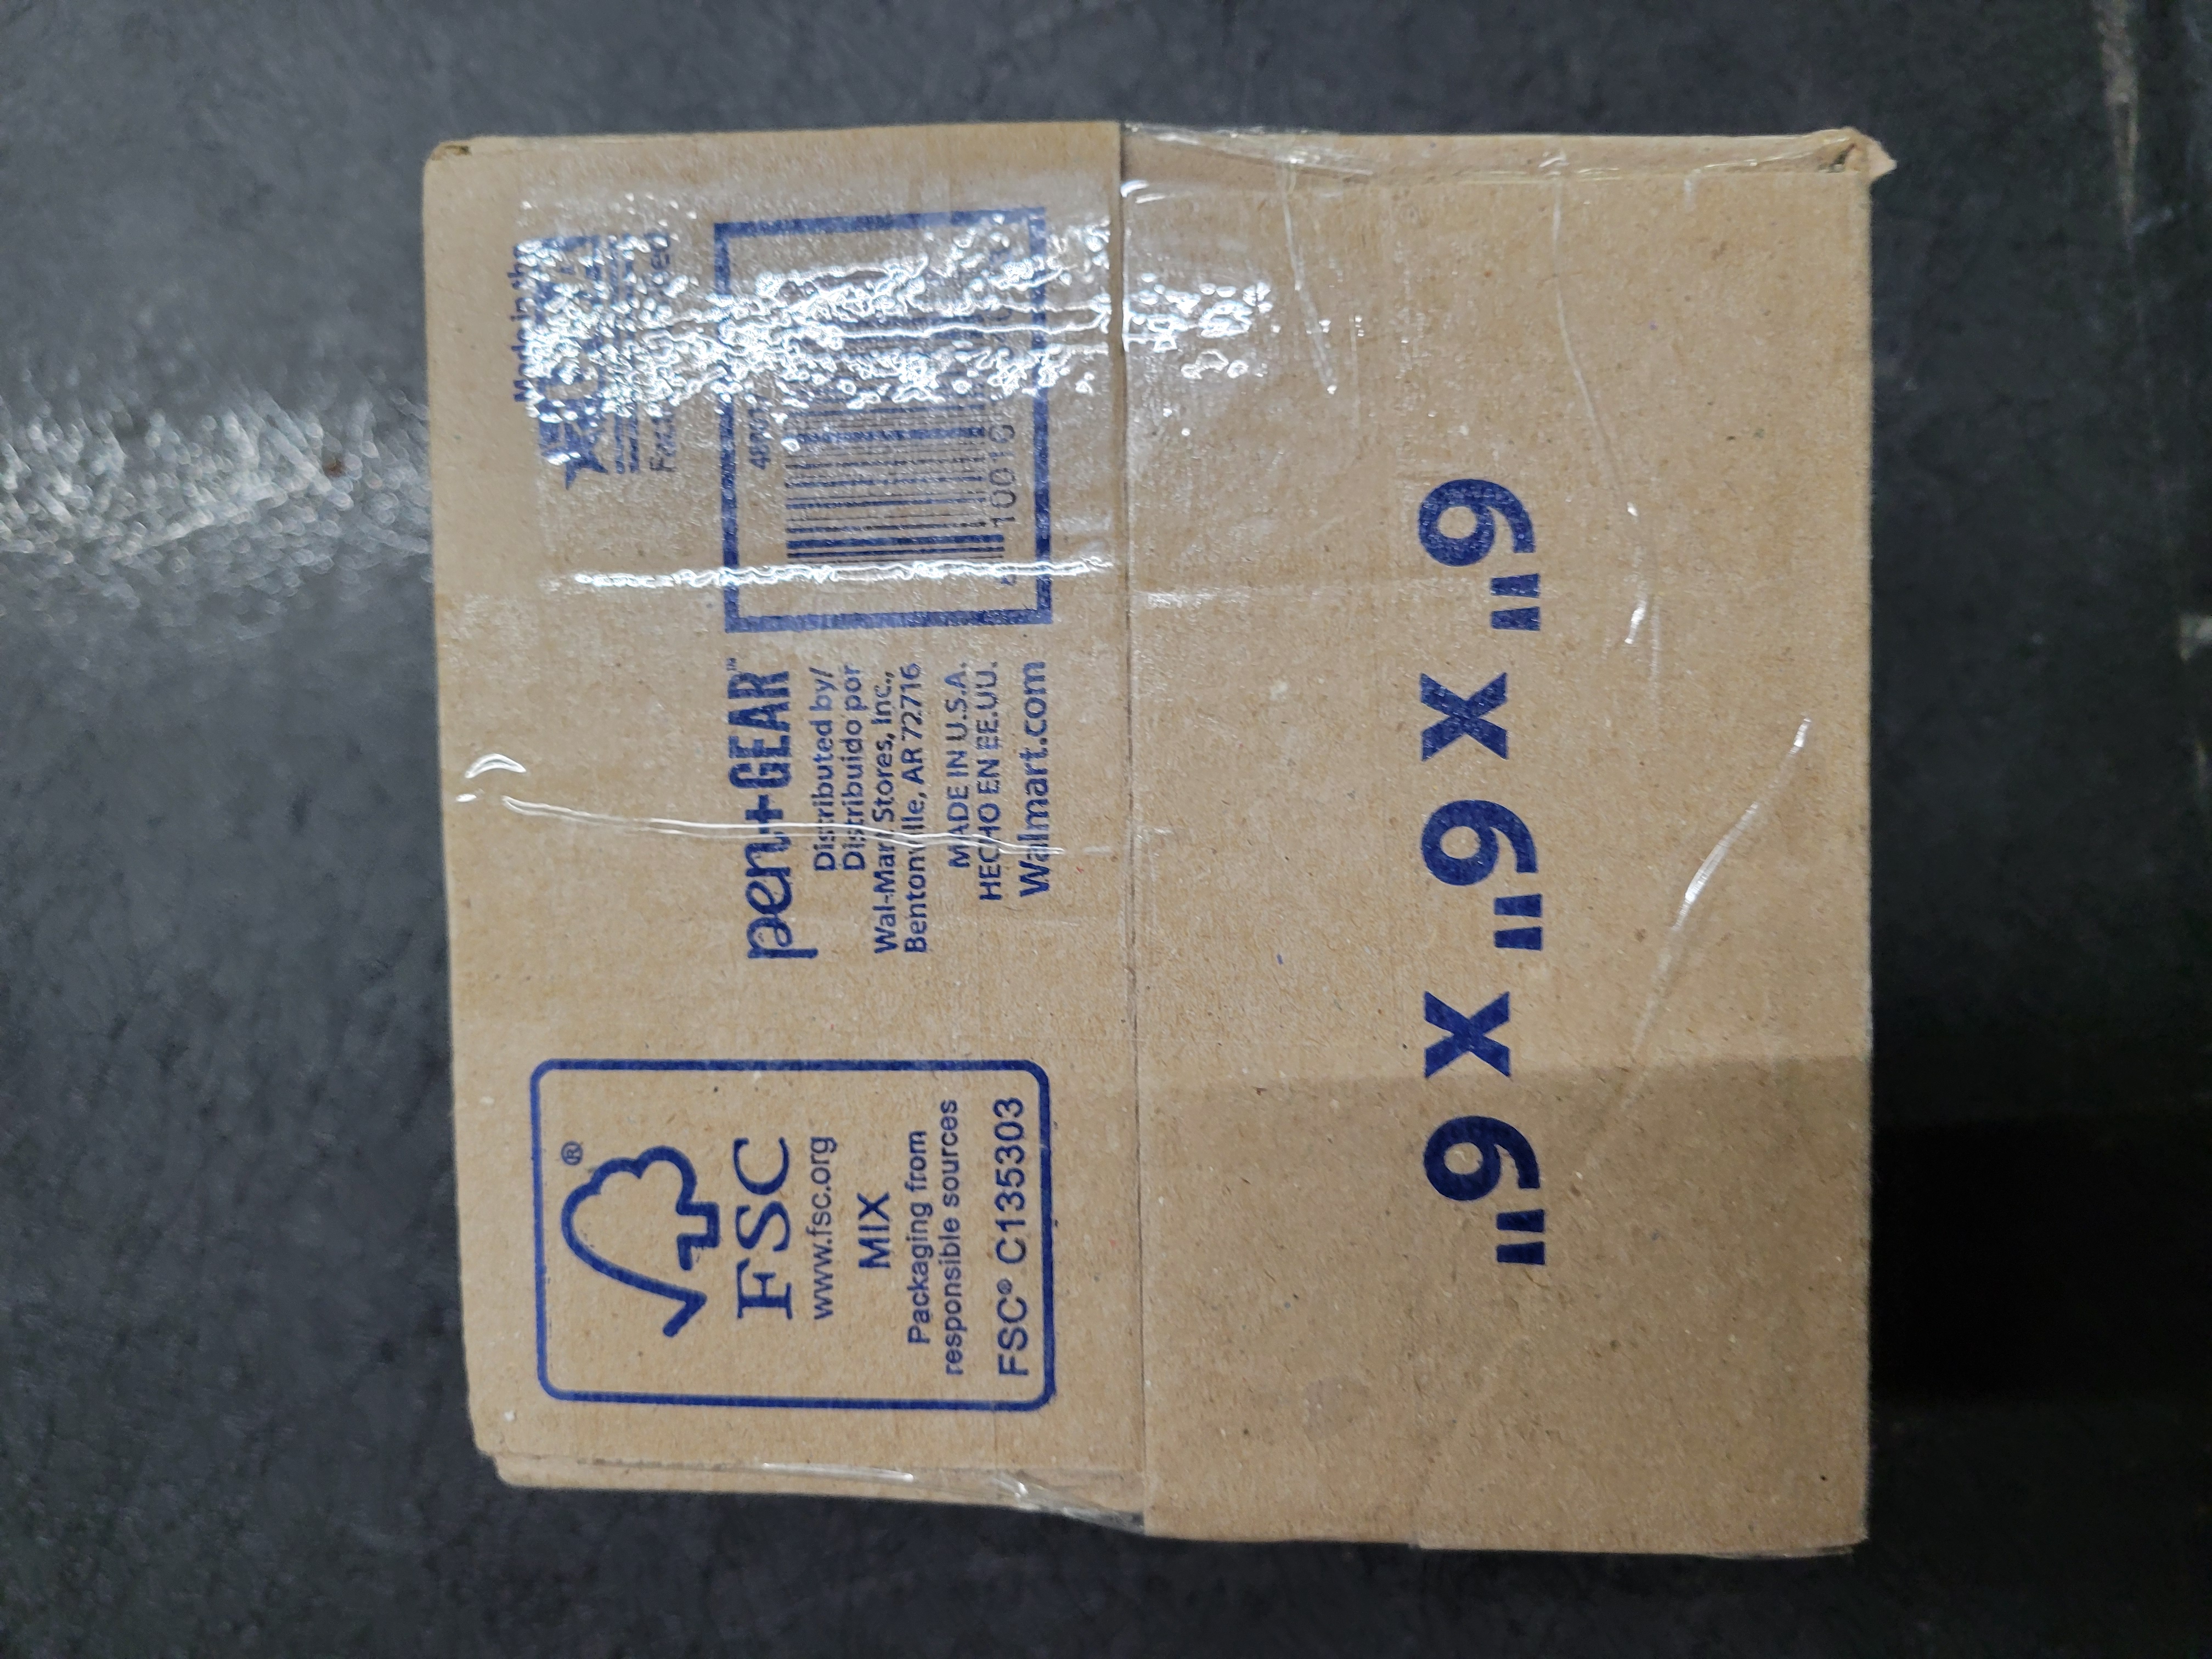 FSC®
www.fsc.org
MIX
Packaging from
responsible sources
FSC® C135303
pen+GEAR™
Distributed by/
Distribuido por
Wal-Mart Stores, Inc.,
Bentonville, AR 72716
MADE IN U.S.A.
HECHO EN EE.UU.
Walmart.com
6" x 6" x 6"